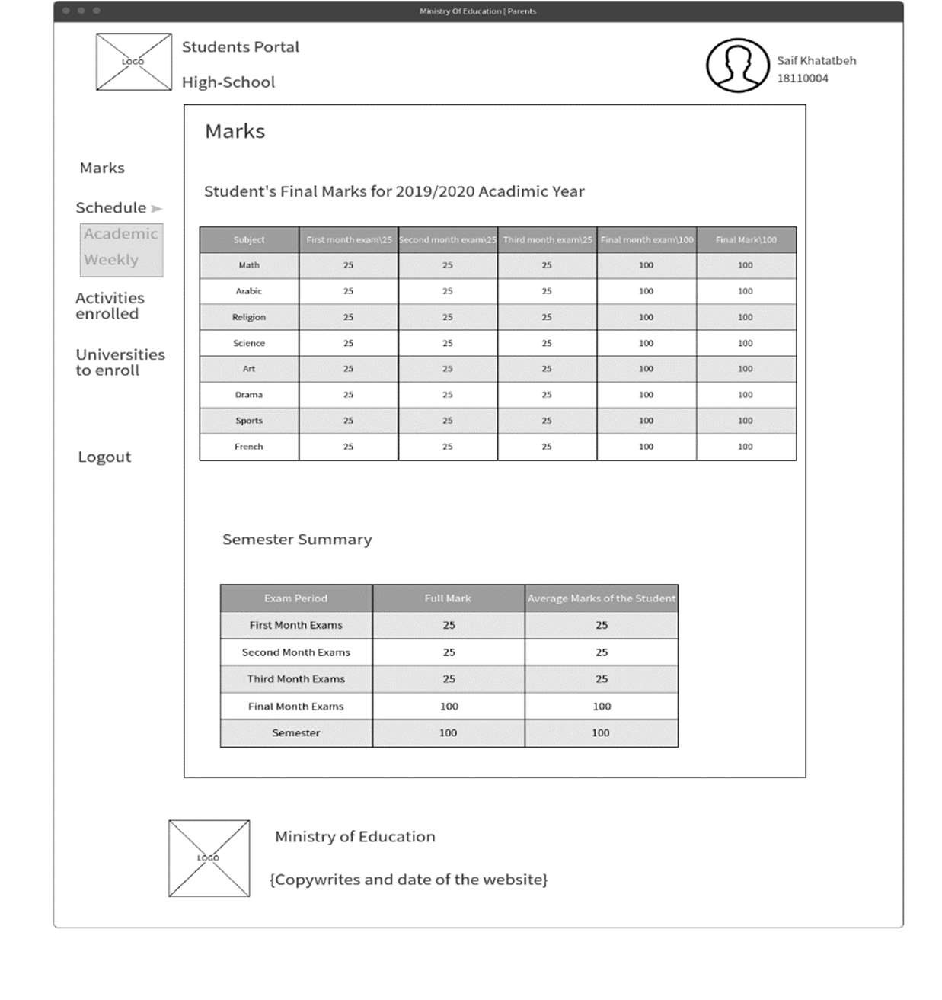 Ministry Of Education | Parents
LOGO
Students Portal
High-School
Saif Khatatbeh
18110004
Marks
Schedule
Academic
Weekly
Activities
enrolled
Universities
to enroll
Logout
Marks
Student's Final Marks for 2019/2020 Acadimic Year
Subject First month exam\25 Second month exam\25 Third month exam\25 Final month exam\100 Final Mark\100
Math 25 25 25 100 100
Arabic 25 25 25 100 100
Religion 25 25 25 100 100
Science 25 25 25 100 100
Art 25 25 25 100 100
Drama 25 25 25 100 100
Sports 25 25 25 100 100
French 25 25 25 100 100
Semester Summary
Exam Period Full Mark Average Marks of the Student
First Month Exams 25 25
Second Month Exams 25 25
Third Month Exams 25 25
Final Month Exams 100 100
Semester 100 100
LOGO
Ministry of Education
{Copywrites and date of the website}